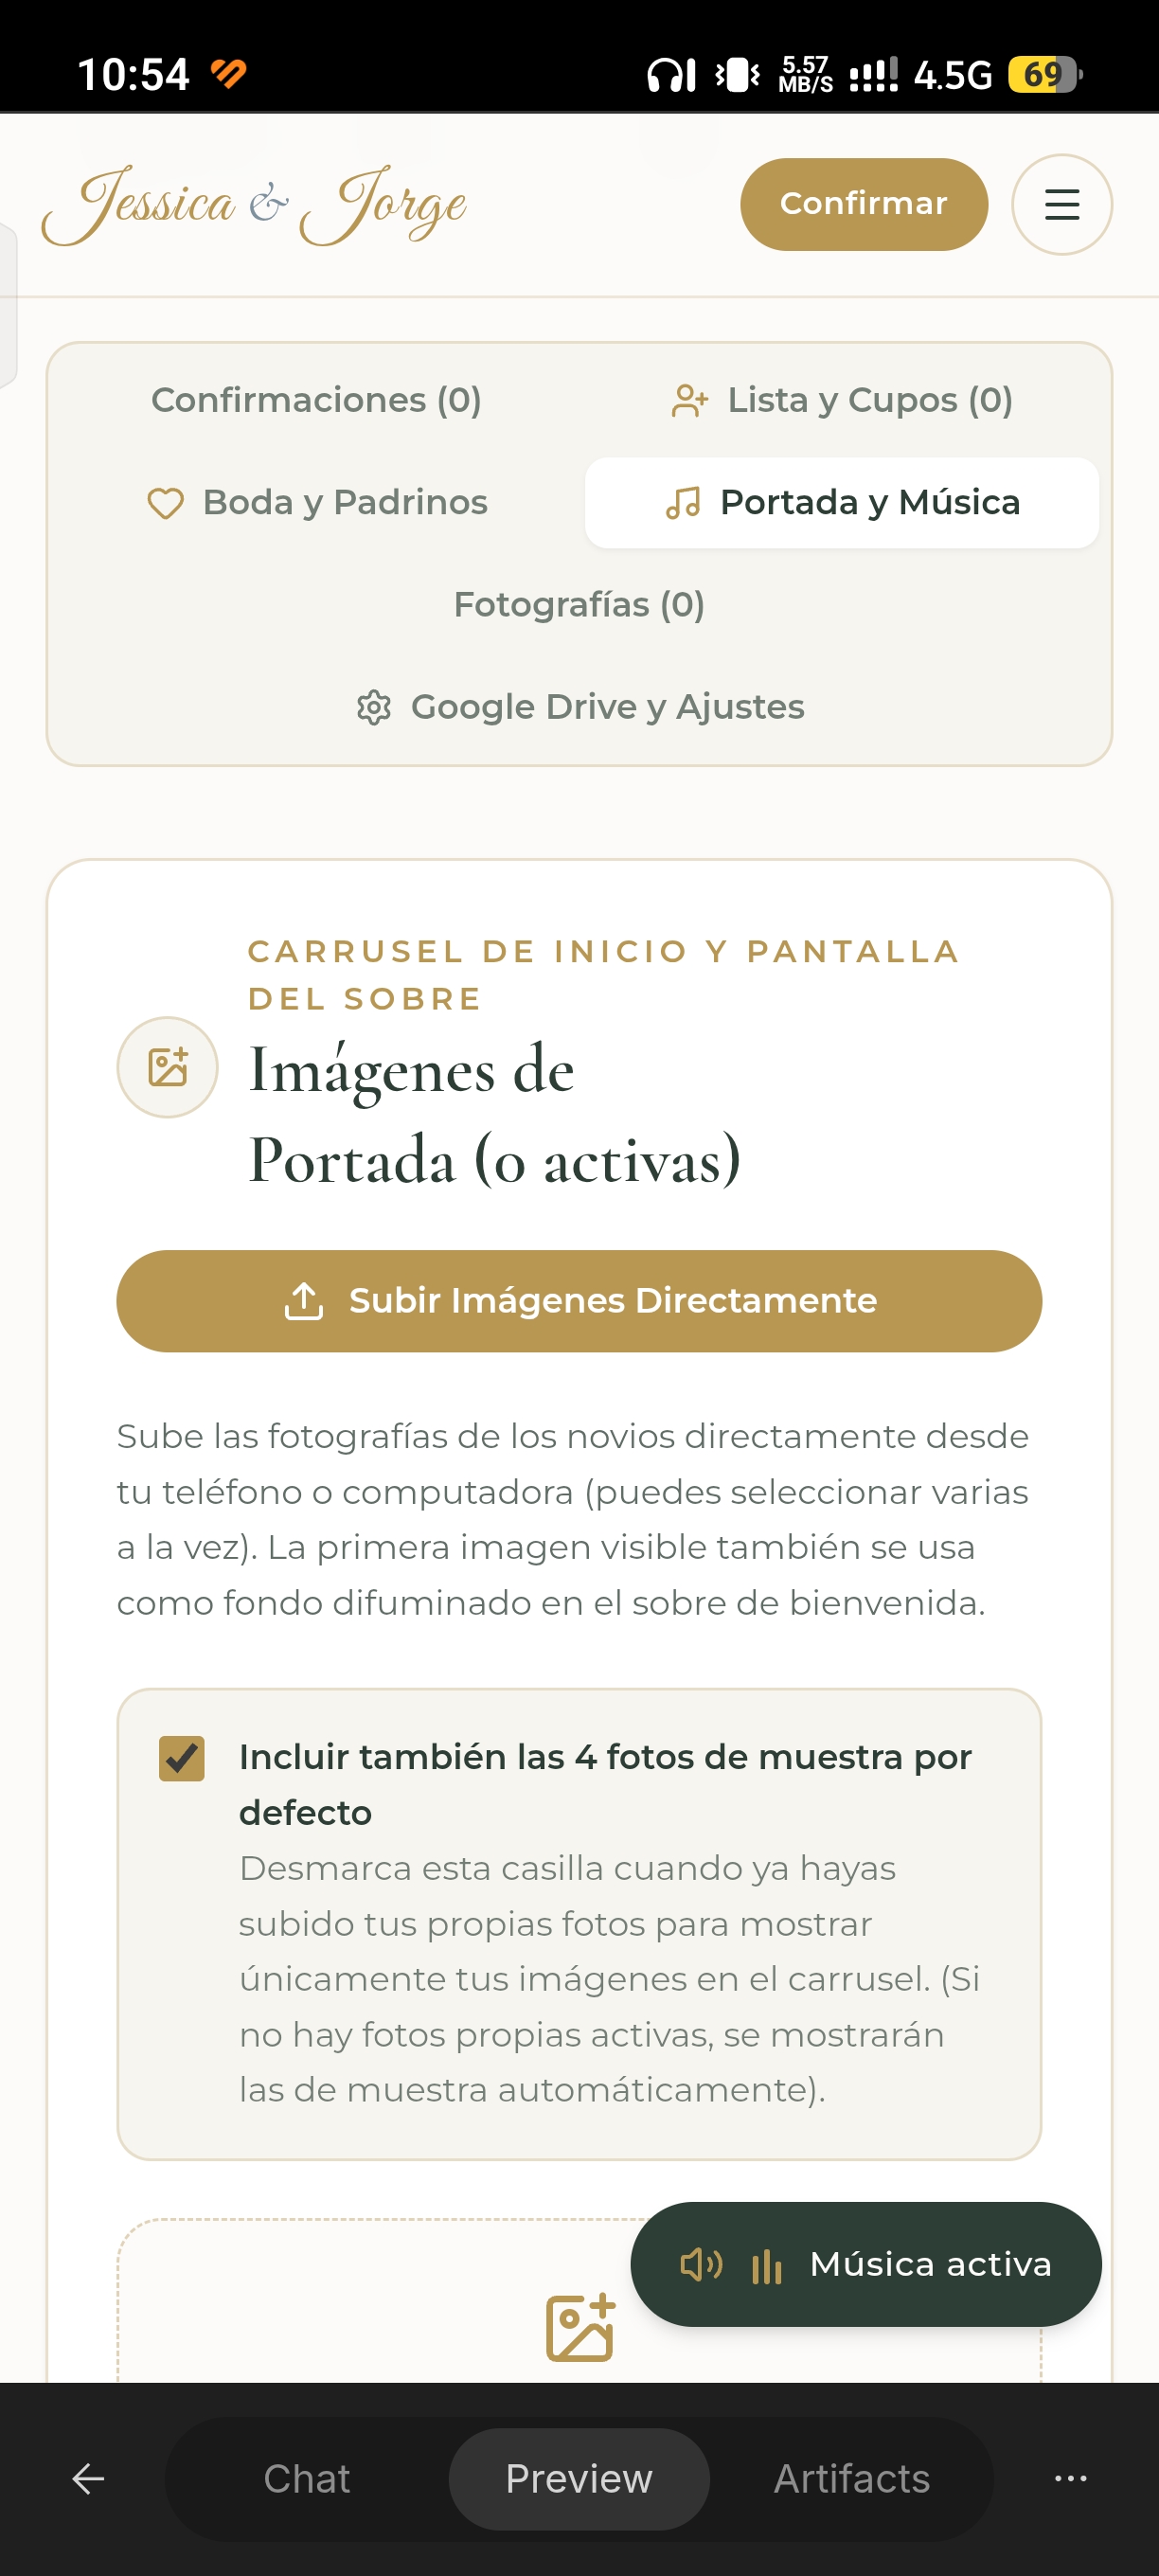 10:54
5.57
MB/S
4.5G
69
Jessica & Jorge
Confirmar
Confirmaciones (0)
Lista y Cupos (0)
Boda y Padrinos
Portada y Música
Fotografías (0)
Google Drive y Ajustes
CARRUSEL DE INICIO Y PANTALLA
DEL SOBRE
Imágenes de
Portada (0 activas)
Subir Imágenes Directamente
Sube las fotografías de los novios directamente desde
tu teléfono o computadora (puedes seleccionar varias
a la vez). La primera imagen visible también se usa
como fondo difuminado en el sobre de bienvenida.
Incluir también las 4 fotos de muestra por
defecto
Desmarca esta casilla cuando ya hayas
subido tus propias fotos para mostrar
únicamente tus imágenes en el carrusel. (Si
no hay fotos propias activas, se mostrarán
las de muestra automáticamente).
Música activa
Chat
Preview
Artifacts